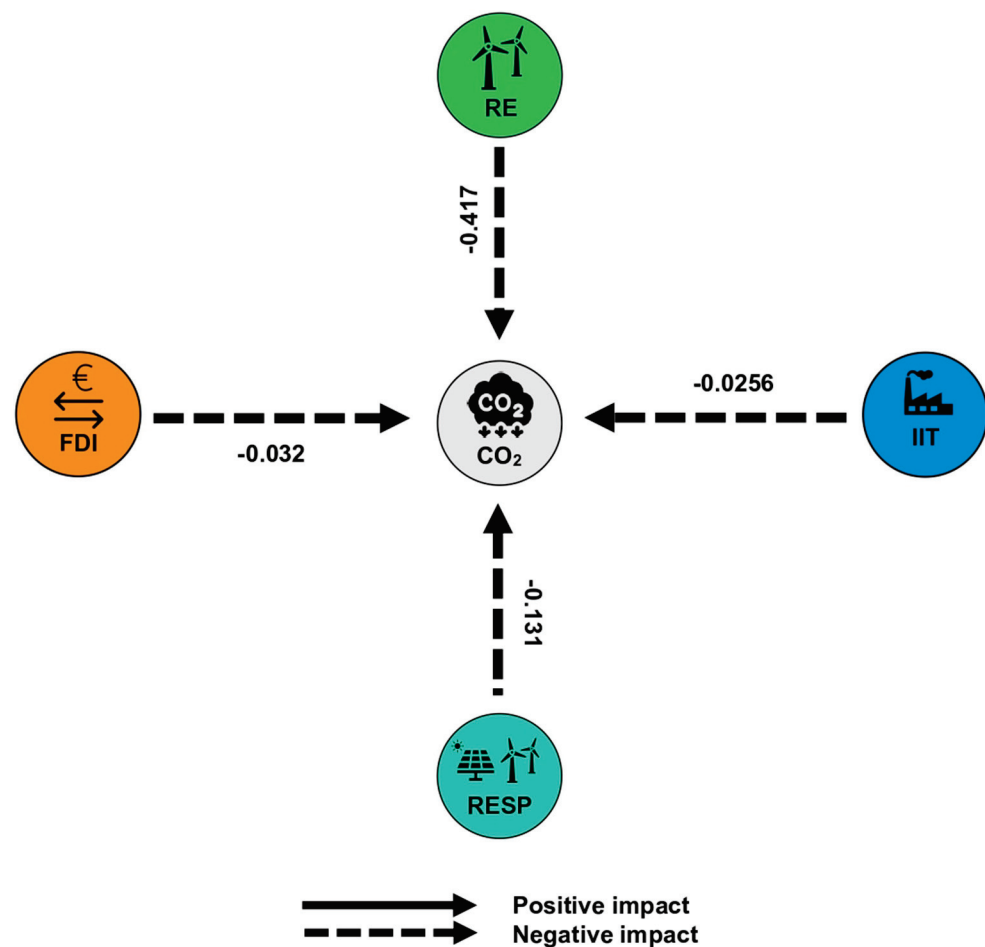 RE
-0.417
€
FDI
-0.032
CO₂
CO₂
-0.0256
IIT
-0.131
RESP
Positive impact
Negative impact